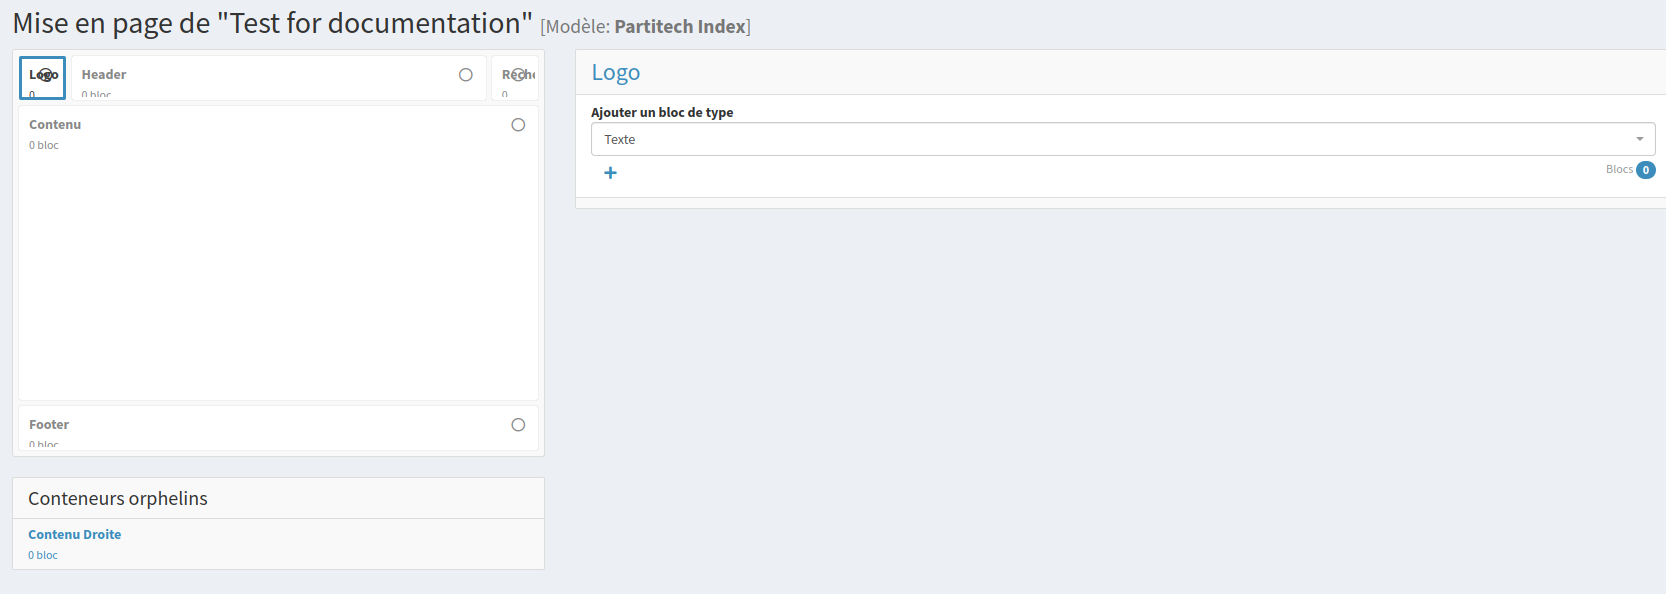 Mise en page de "Test for documentation" [Modèle: Partitech Index]
Logo
0
Header
0 bloc
0
Contenu
0 bloc
Footer
0 bloc
Conteneurs orphelins
Contenu Droite
0 bloc
Logo
Ajouter un bloc de type
Texte
+
Blocs 0